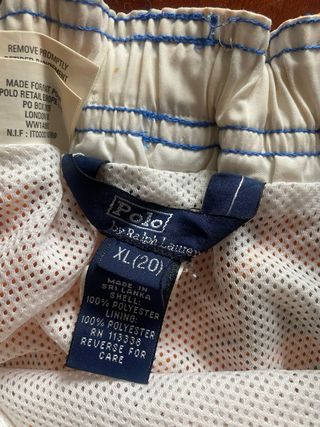 REMOVE PROMPTLY
MADE FOR
POLO RETAIL
PO BOX
LONDON
N.I.F : 
Polo
by Ralph Lauren
XL(20)
MADE IN
SRI LANKA
SHELL:
100% POLYESTER
LINING:
100% POLYESTER
RN 113338
REVERSE FOR
CARE